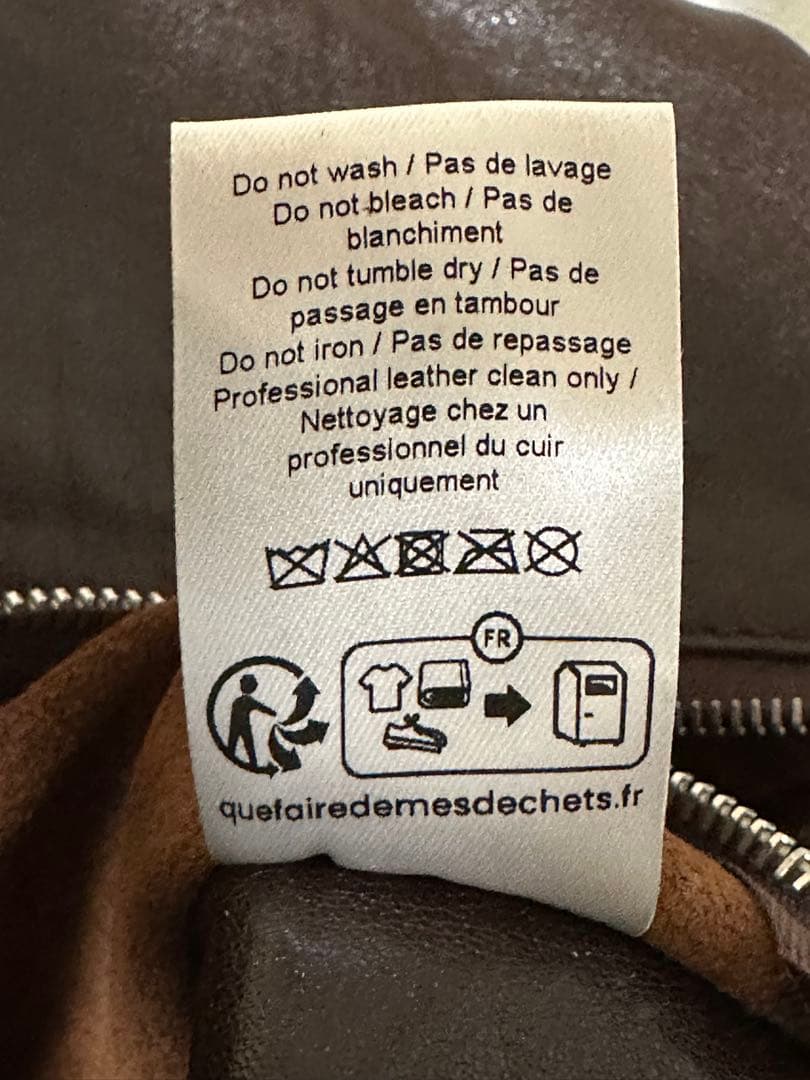 Do not wash / Pas de lavage
Do not bleach / Pas de
blanchiment
Do not tumble dry / Pas de
passage en tambour
Do not iron / Pas de repassage
Professional leather clean only /
Nettoyage chez un
professionnel du cuir
uniquement
FR
quefairedemesdechets.fr